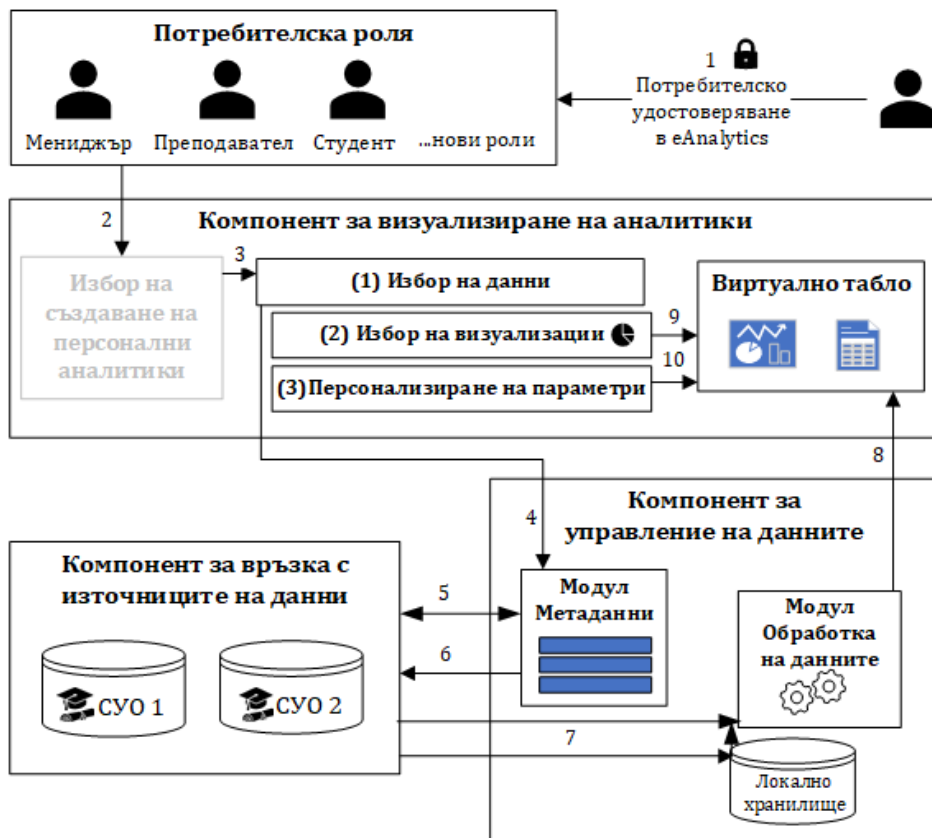 Потребителска роля
Мениджър
Преподавател
Студент
...нови роли
1
Потребителско
удостоверяване
в eAnalytics
2
Компонент за визуализиране на аналитики
Избор на
създаване на
персонални
аналитики
3
(1) Избор на данни
(2) Избор на визуализации
(3)Персонализиране на параметри
9
10
Виртуално табло
8
4
Компонент за
управление на данните
Компонент за връзка с
източниците на данни
СУО 1
СУО 2
5
6
7
Модул
Метаданни
Модул
Обработка
на данните
Локално
хранилище